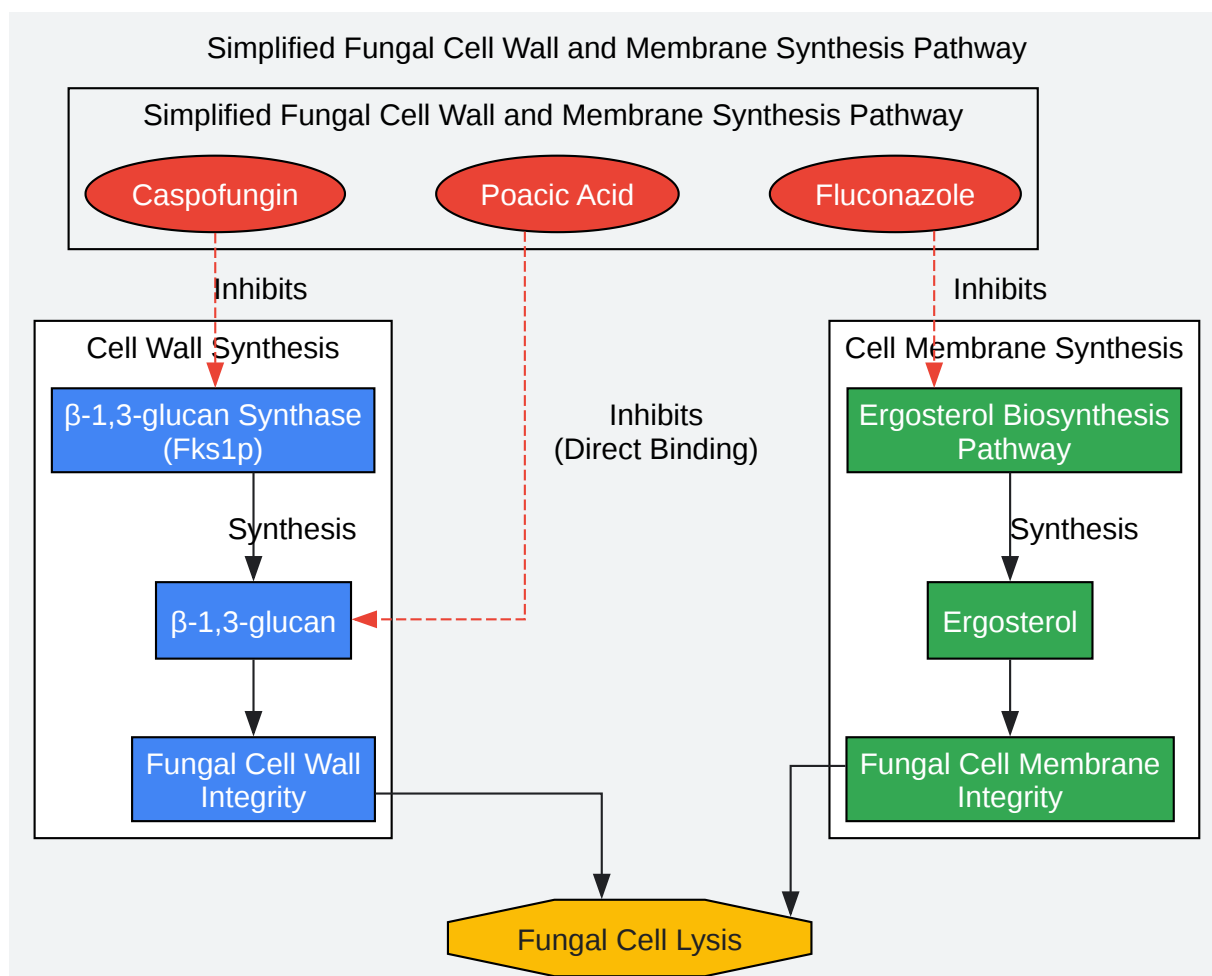 Simplified Fungal Cell Wall and Membrane Synthesis Pathway
Simplified Fungal Cell Wall and Membrane Synthesis Pathway
Caspofungin
Poacic Acid
Fluconazole
Inhibits
Inhibits
Cell Wall Synthesis
Cell Membrane Synthesis
β-1,3-glucan Synthase
(Fks1p)
Inhibits
(Direct Binding)
Ergosterol Biosynthesis
Pathway
Synthesis
Synthesis
β-1,3-glucan
Ergosterol
Fungal Cell Wall
Integrity
Fungal Cell Membrane
Integrity
Fungal Cell Lysis